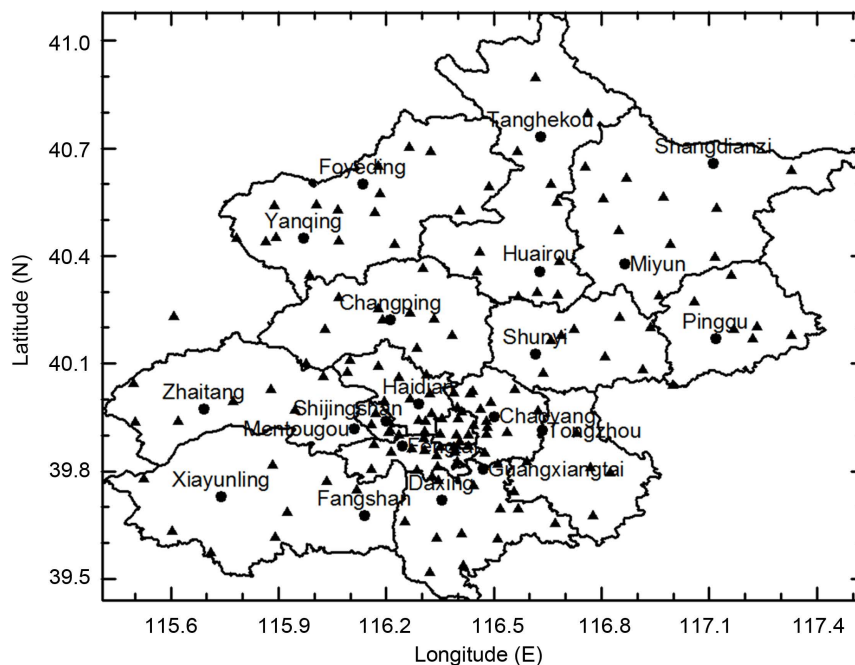 41.0
Tanghekou
40.7
Shangdianzi
Foyeding
Yanqing
40.4
Huairou
Miyun
Latitude (N)
Changping
Pinggu
Shunyi
40.1
Haidian
Zhaitang
Shijingshan
Chaoyang
Mentougou
Tongzhou
Fengtai
39.8
Guangxiangtai
Xiayunling
Daxing
Fangshan
39.5
115.6 115.9 116.2 116.5 116.8 117.1 117.4
Longitude (E)